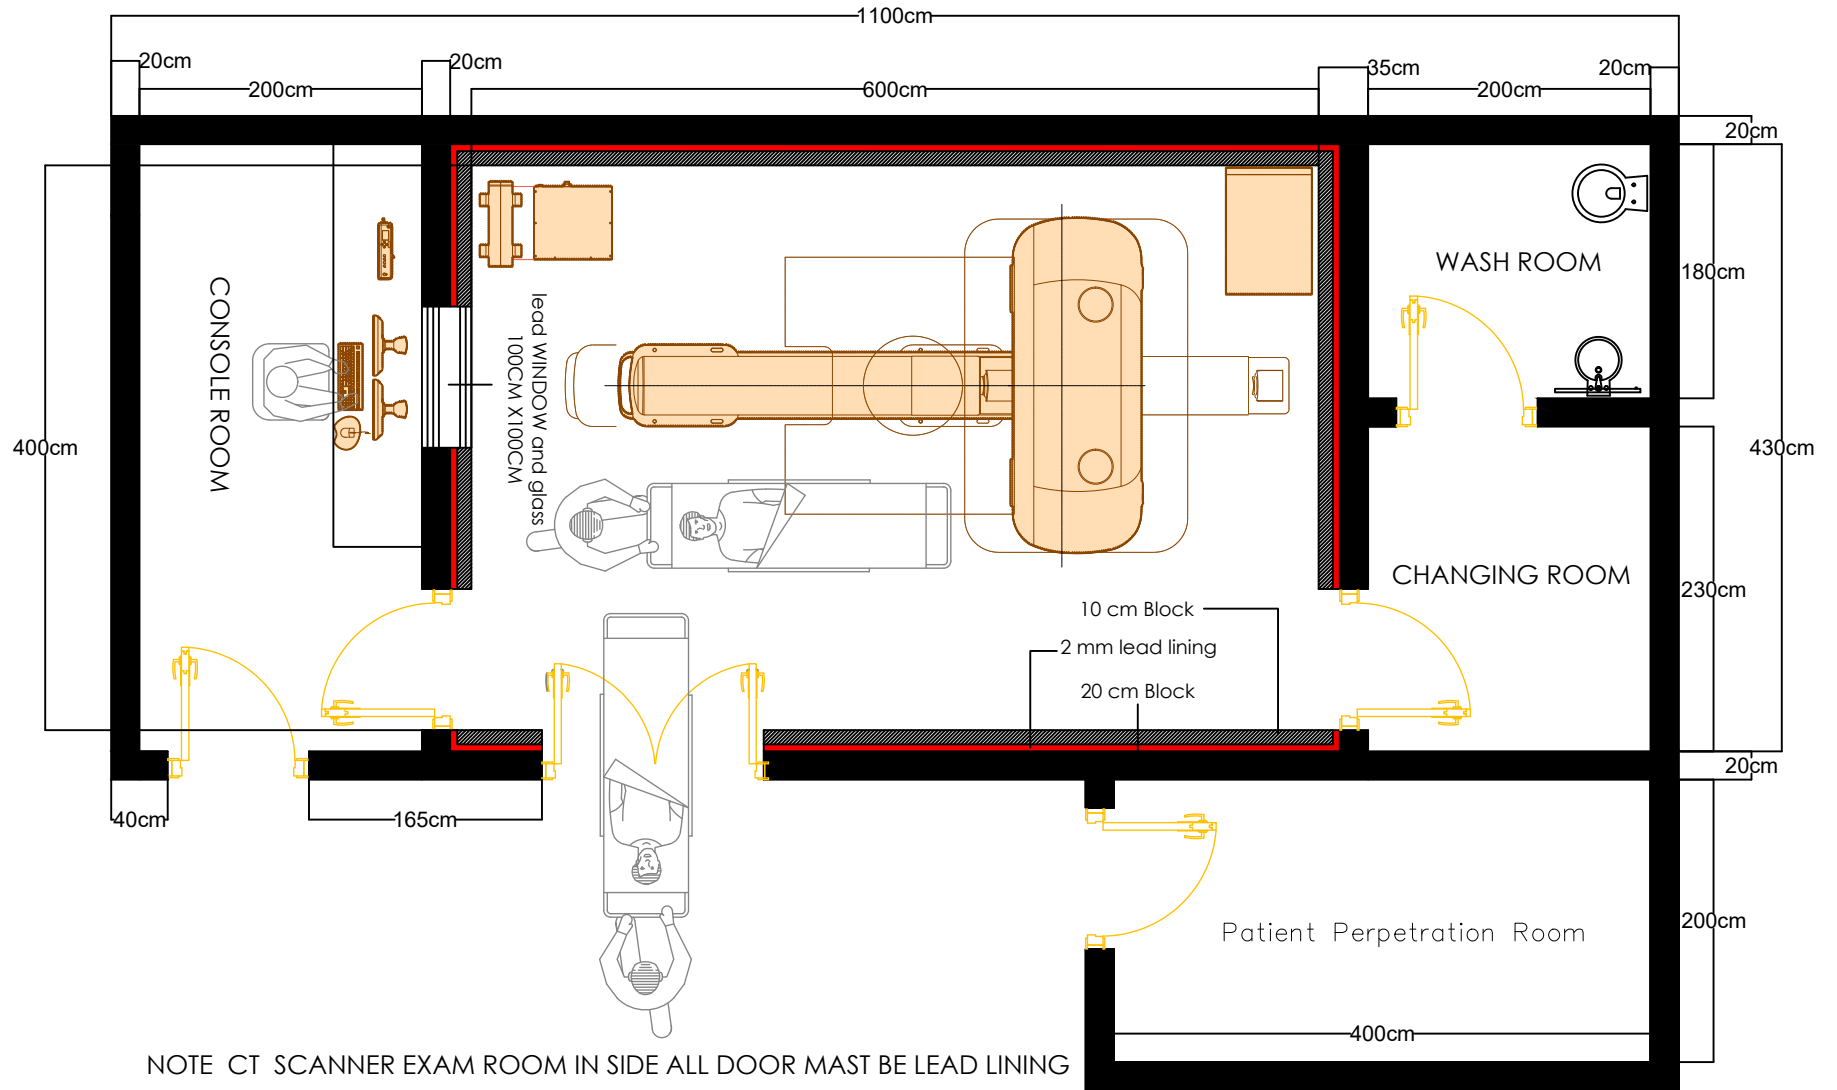 1100cm
20cm
20cm
35cm
20cm
200cm
600cm
200cm
20cm
WASH ROOM
180cm
CONSOLE ROOM
lead WINDOW and glass
100CM X100CM
400cm
430cm
CHANGING ROOM
230cm
10 cm Block
2 mm lead lining
20 cm Block
20cm
40cm
165cm
Patient Perpetration Room
200cm
400cm
NOTE CT SCANNER EXAM ROOM IN SIDE ALL DOOR MAST BE LEAD LINING